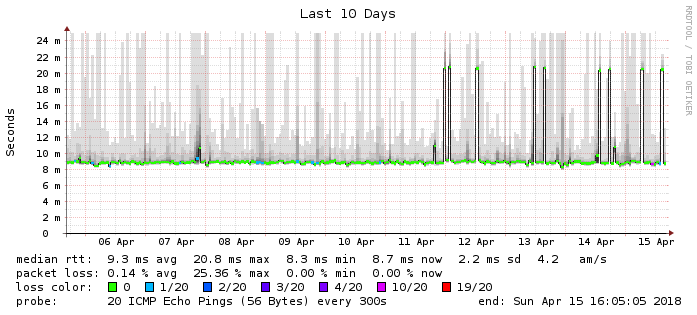 Last 10 Days
RRDTOOL / TOBI OETIKER
Seconds
24 m
22 m
20 m
18 m
16 m
14 m
12 m
10 m
8 m
6 m
4 m
2 m
0
06 Apr 07 Apr 08 Apr 09 Apr 10 Apr 11 Apr 12 Apr 13 Apr 14 Apr 15 Apr
median rtt: 9.3 ms avg 20.8 ms max 8.3 ms min 8.7 ms now 2.2 ms sd 4.2 am/s
packet loss: 0.14 % avg 25.36 % max 0.00 % min 0.00 % now
loss color: 0 1/20 2/20 3/20 4/20 10/20 19/20
probe: 20 ICMP Echo Pings (56 Bytes) every 300s end: Sun Apr 15 16:05:05 2018